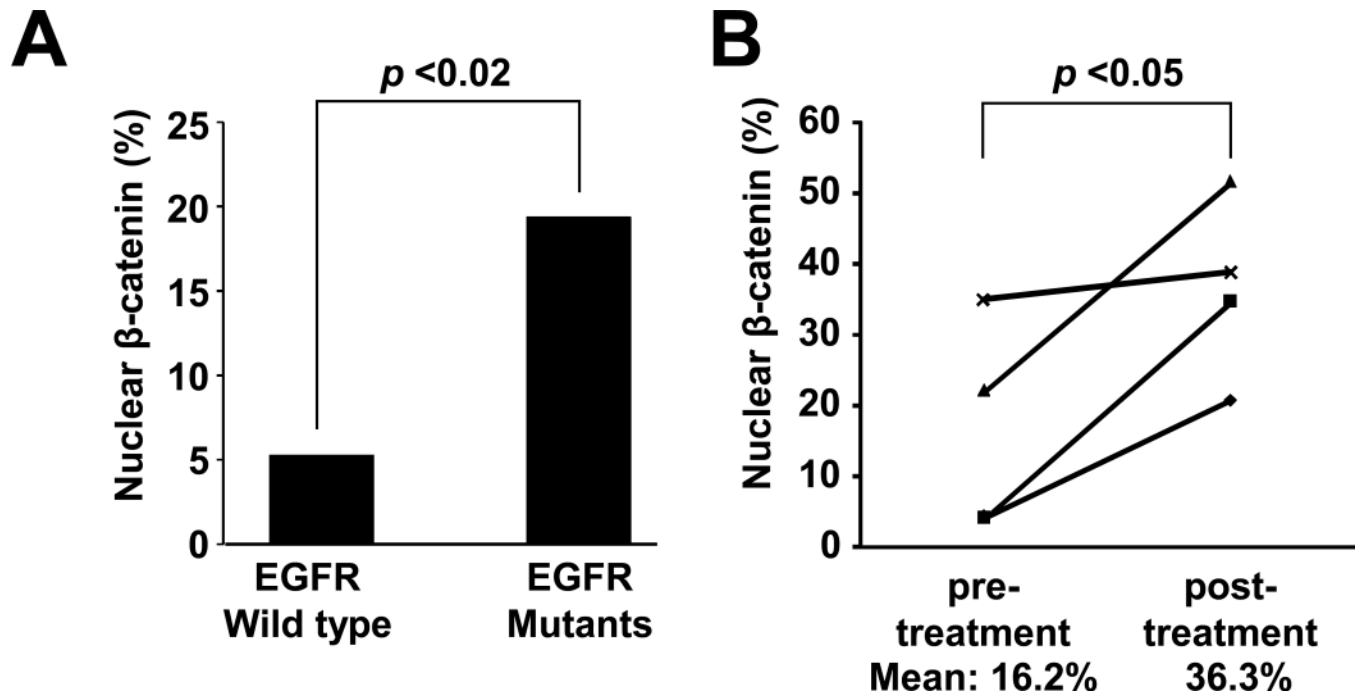 A
p <0.02
Nuclear β-catenin (%)
25
20
15
10
5
0
EGFR
Wild type
EGFR
Mutants
B
p <0.05
Nuclear β-catenin (%)
60
50
40
30
20
10
0
pre-
treatment
Mean: 16.2%
post-
treatment
36.3%